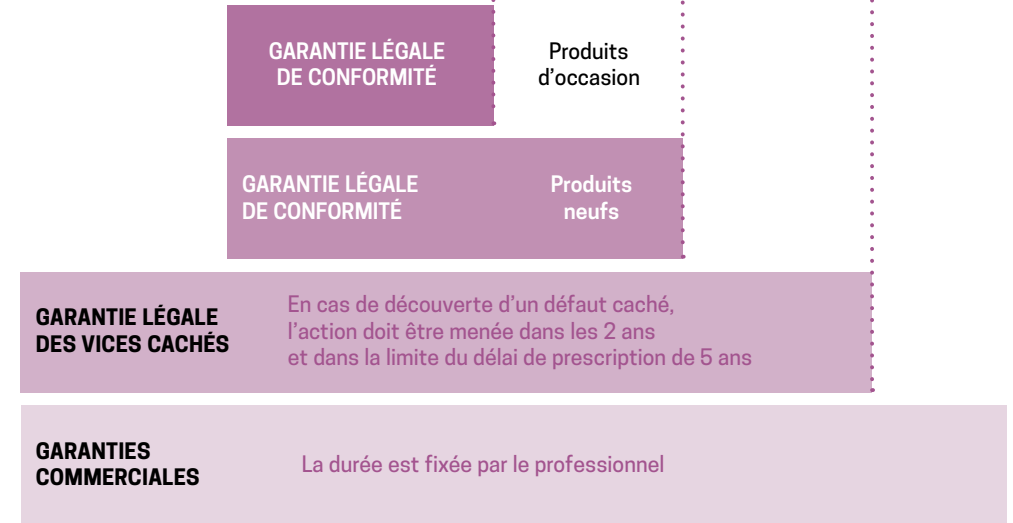 GARANTIE LÉGALE
DE CONFORMITÉ
Produits
d’occasion
GARANTIE LÉGALE
DE CONFORMITÉ
Produits
neufs
GARANTIE LÉGALE
DES VICES CACHÉS
En cas de découverte d’un défaut caché,
l’action doit être menée dans les 2 ans
et dans la limite du délai de prescription de 5 ans
GARANTIES
COMMERCIALES
La durée est fixée par le professionnel